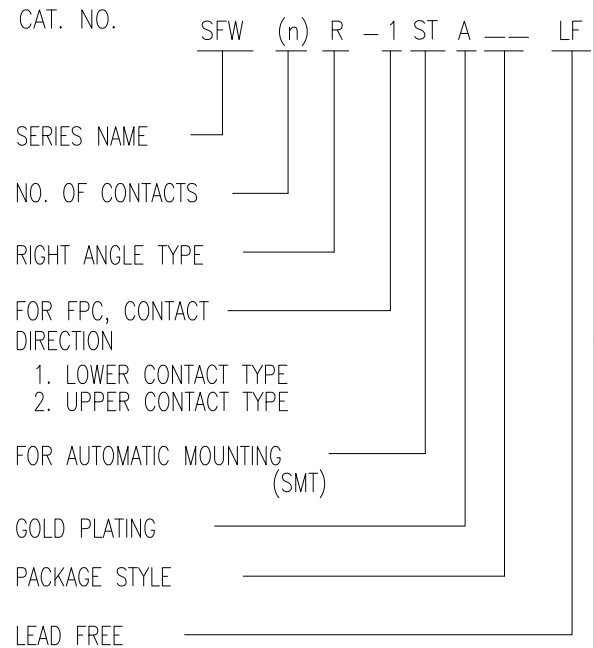 CAT. NO.
SFW (n) R - 1 ST A __ LF
SERIES NAME
NO. OF CONTACTS
RIGHT ANGLE TYPE
FOR FPC, CONTACT
DIRECTION
1. LOWER CONTACT TYPE
2. UPPER CONTACT TYPE
FOR AUTOMATIC MOUNTING
(SMT)
GOLD PLATING
PACKAGE STYLE
LEAD FREE